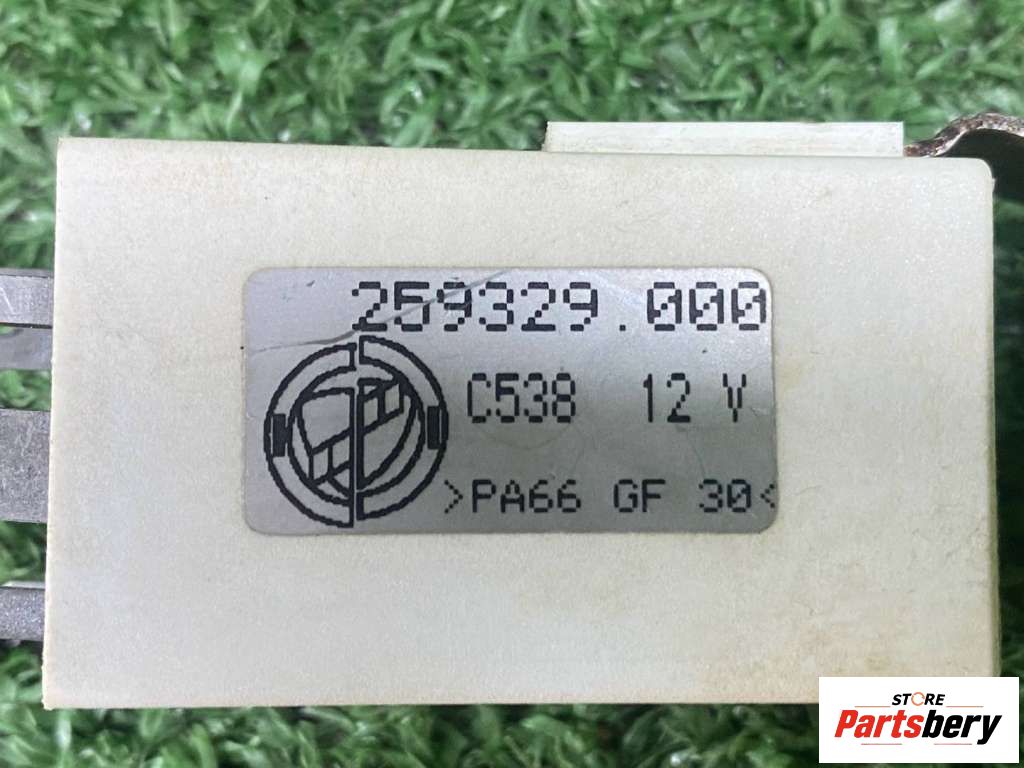 259329.000
C538 12 V
>PA66 GF 30<
STORE
Partsbery